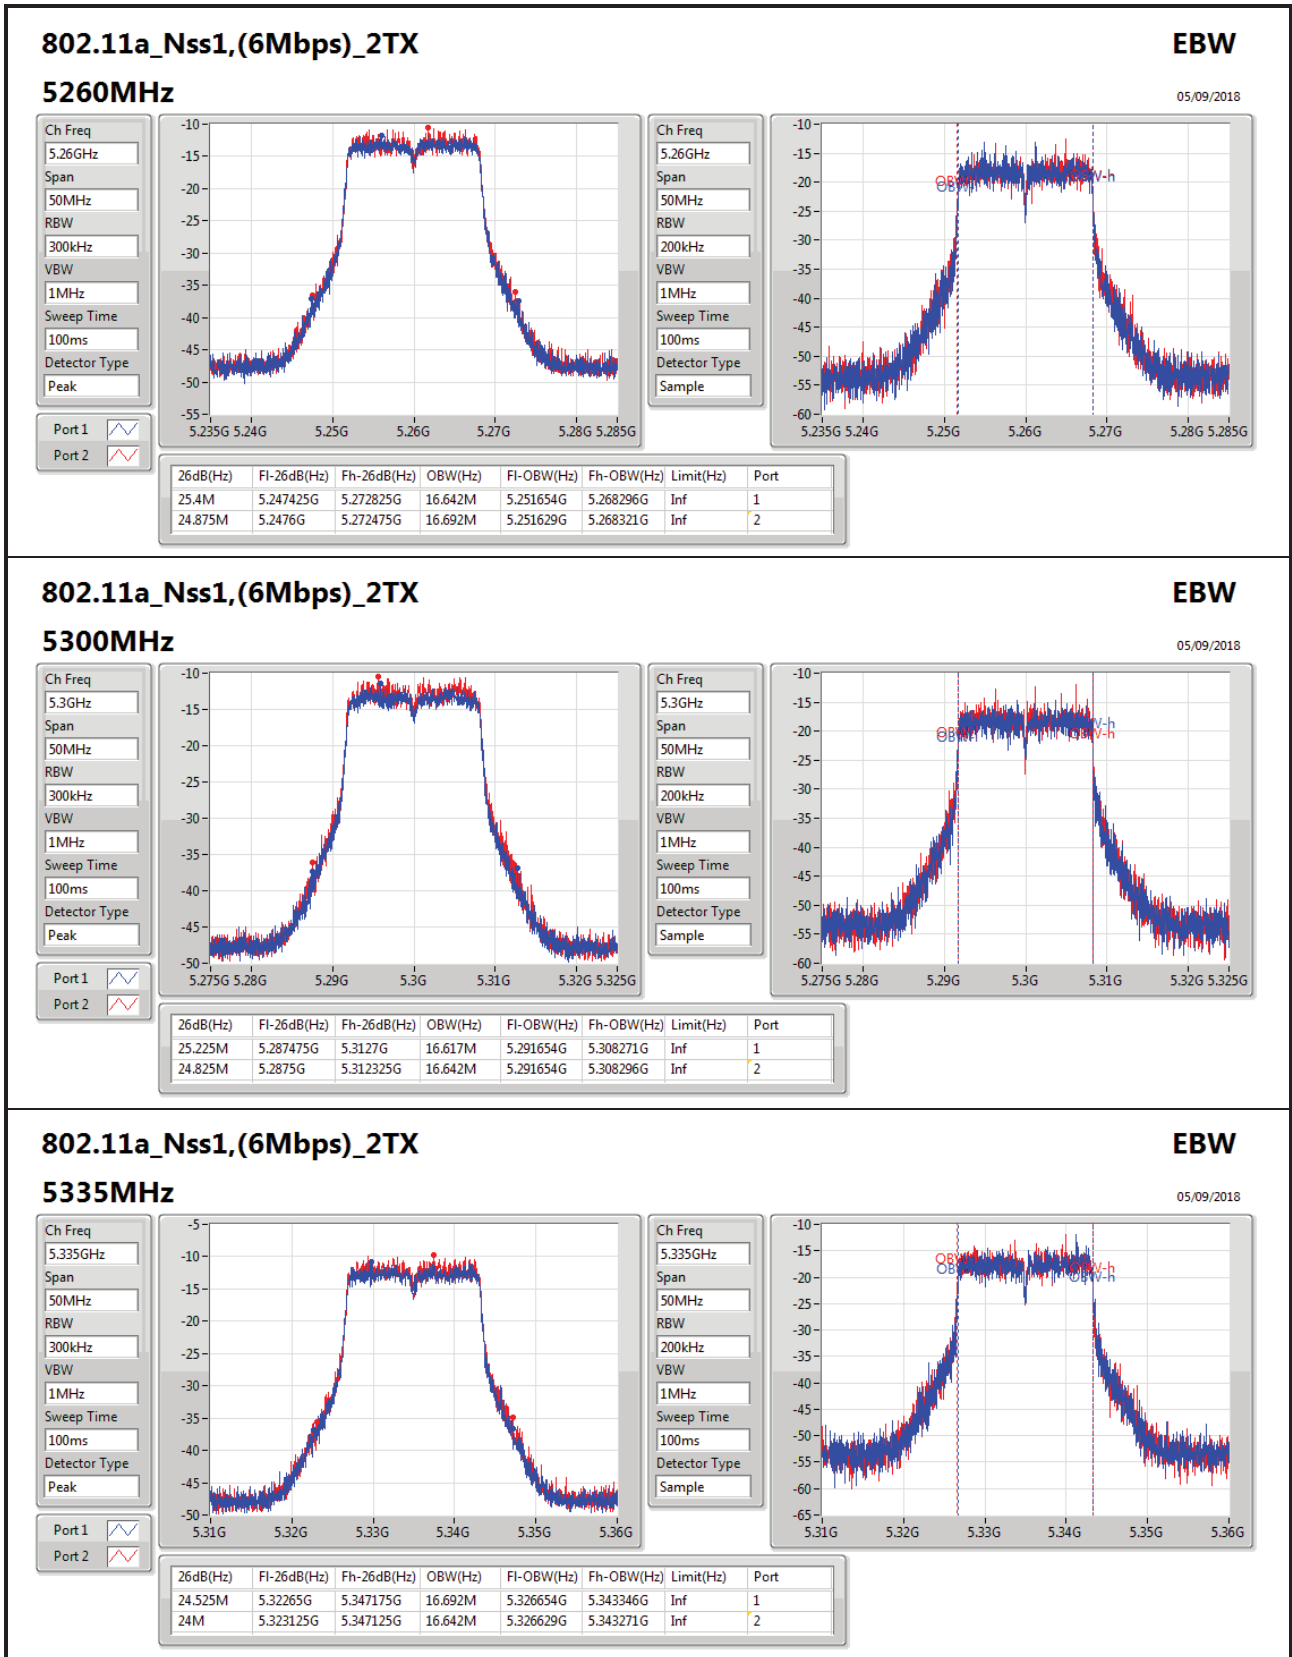 802.11a_Nss1,(6Mbps)_2TX EBW
5260MHz 05/09/2018
Ch Freq
5.26GHz
Span
50MHz
RBW
300kHz
VBW
1MHz
Sweep Time
100ms
Detector Type
Peak
Port 1
Port 2
-10
-15
-20
-25
-30
-35
-40
-45
-50
-55
5.235G 5.24G 5.25G 5.26G 5.27G 5.28G 5.285G
Ch Freq
5.26GHz
Span
50MHz
RBW
200kHz
VBW
1MHz
Sweep Time
100ms
Detector Type
Sample
-10
-15
-20
-25
-30
-35
-40
-45
-50
-55
-60
5.235G 5.24G 5.25G 5.26G 5.27G 5.28G 5.285G
26dB(Hz) Fl-26dB(Hz) Fh-26dB(Hz) OBW(Hz) Fl-OBW(Hz) Fh-OBW(Hz) Limit(Hz) Port
25.4M 5.247425G 5.272825G 16.642M 5.251654G 5.268296G Inf 1
24.875M 5.2476G 5.272475G 16.692M 5.251629G 5.268321G Inf 2
802.11a_Nss1,(6Mbps)_2TX EBW
5300MHz 05/09/2018
Ch Freq
5.3GHz
Span
50MHz
RBW
300kHz
VBW
1MHz
Sweep Time
100ms
Detector Type
Peak
Port 1
Port 2
-10
-15
-20
-25
-30
-35
-40
-45
-50
5.275G 5.28G 5.29G 5.3G 5.31G 5.32G 5.325G
Ch Freq
5.3GHz
Span
50MHz
RBW
200kHz
VBW
1MHz
Sweep Time
100ms
Detector Type
Sample
-10
-15
-20
-25
-30
-35
-40
-45
-50
-55
-60
OBW-h
5.275G 5.28G 5.29G 5.3G 5.31G 5.32G 5.325G
26dB(Hz) Fl-26dB(Hz) Fh-26dB(Hz) OBW(Hz) Fl-OBW(Hz) Fh-OBW(Hz) Limit(Hz) Port
25.225M 5.287475G 5.3127G 16.617M 5.291654G 5.308271G Inf 1
24.825M 5.2875G 5.312325G 16.642M 5.291654G 5.308296G Inf 2
802.11a_Nss1,(6Mbps)_2TX EBW
5335MHz 05/09/2018
Ch Freq
5.335GHz
Span
50MHz
RBW
300kHz
VBW
1MHz
Sweep Time
100ms
Detector Type
Peak
Port 1
Port 2
-5
-10
-15
-20
-25
-30
-35
-40
-45
-50
5.31G 5.32G 5.33G 5.34G 5.35G 5.36G
Ch Freq
5.335GHz
Span
50MHz
RBW
200kHz
VBW
1MHz
Sweep Time
100ms
Detector Type
Sample
-10
-15
-20
-25
-30
-35
-40
-45
-50
-55
-60
-65
OBW-h
5.31G 5.32G 5.33G 5.34G 5.35G 5.36G
26dB(Hz) Fl-26dB(Hz) Fh-26dB(Hz) OBW(Hz) Fl-OBW(Hz) Fh-OBW(Hz) Limit(Hz) Port
24.525M 5.32265G 5.347175G 16.692M 5.326654G 5.343346G Inf 1
24M 5.323125G 5.347125G 16.642M 5.326629G 5.343271G Inf 2